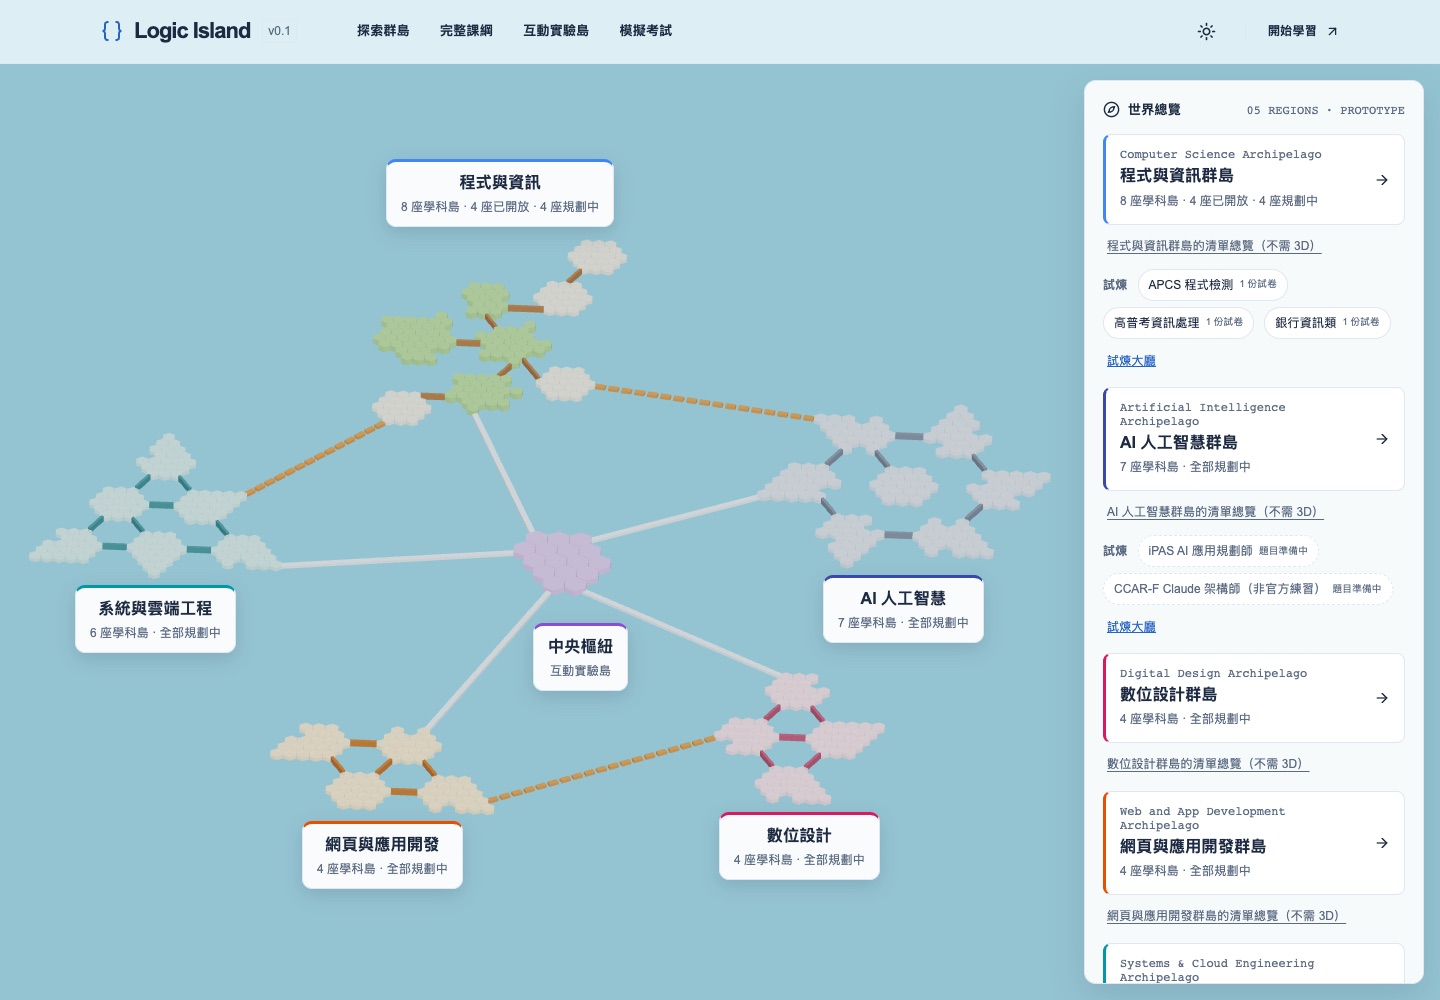 { } Logic Island v0.1 探索群島 完整課綱 互動實驗島 模擬考試 開始學習
程式與資訊
8 座學科島 · 4 座已開放 · 4 座規劃中
系統與雲端工程
6 座學科島 · 全部規劃中
AI 人工智慧
7 座學科島 · 全部規劃中
中央樞紐
互動實驗島
網頁與應用開發
4 座學科島 · 全部規劃中
數位設計
4 座學科島 · 全部規劃中
世界總覽 05 REGIONS · PROTOTYPE
Computer Science Archipelago
程式與資訊群島
8 座學科島 · 4 座已開放 · 4 座規劃中
程式與資訊群島的清單總覽（不需 3D）
試煉 APCS 程式檢測 1 份試卷
高普考資訊處理 1 份試卷 銀行資訊類 1 份試卷
試煉大廳
Artificial Intelligence
Archipelago
AI 人工智慧群島
7 座學科島 · 全部規劃中
AI 人工智慧群島的清單總覽（不需 3D）
試煉 iPAS AI 應用規劃師 題目準備中
CCAR-F Claude 架構師（非官方練習） 題目準備中
試煉大廳
Digital Design Archipelago
數位設計群島
4 座學科島 · 全部規劃中
數位設計群島的清單總覽（不需 3D）
Web and App Development
Archipelago
網頁與應用開發群島
4 座學科島 · 全部規劃中
網頁與應用開發群島的清單總覽（不需 3D）
Systems & Cloud Engineering
Archipelago